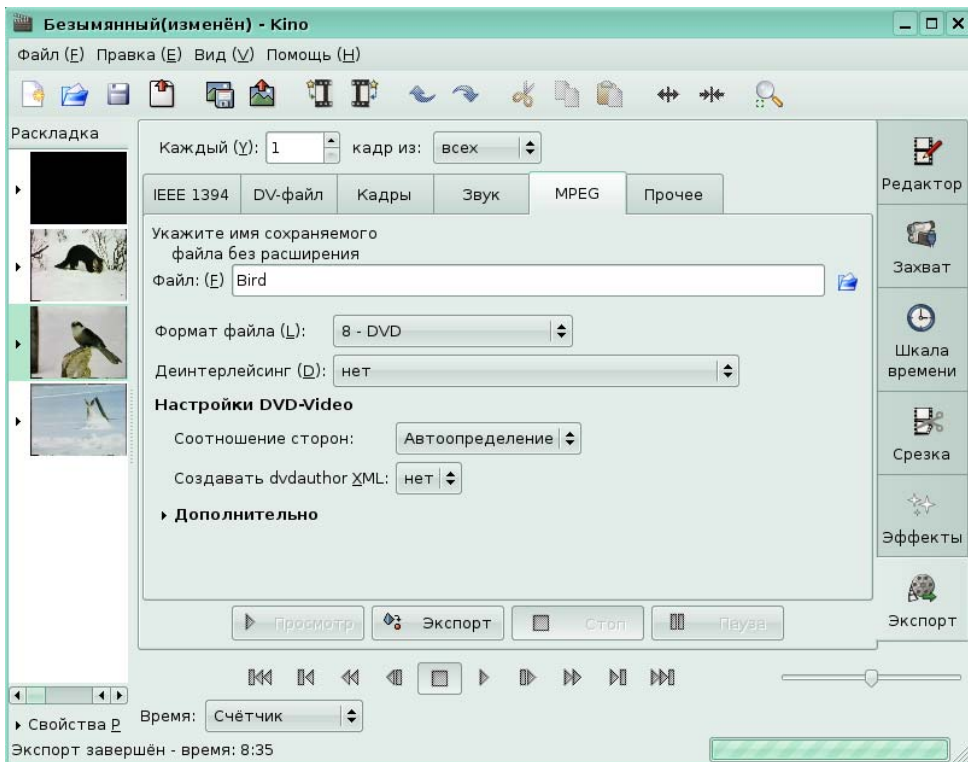 Безымянный(изменён) - Kino
Файл (F) Правка (E) Вид (V) Помощь (H)
Раскладка
Каждый (Y): 1 кадр из: всех
IEEE 1394 DV-файл Кадры Звук MPEG Прочее
Укажите имя сохраняемого
файла без расширения
Файл: (F) Bird
Формат файла (L): 8 - DVD
Деинтерлейсинг (D): нет
Настройки DVD-Video
Соотношение сторон: Автоопределение
Создавать dvdauthor XML: нет
Дополнительно
Просмотр Экспорт Стоп Пауза
Редактор
Захват
Шкала
времени
Срезка
Эффекты
Экспорт
Свойства Р
Время: Счётчик
Экспорт завершён - время: 8:35